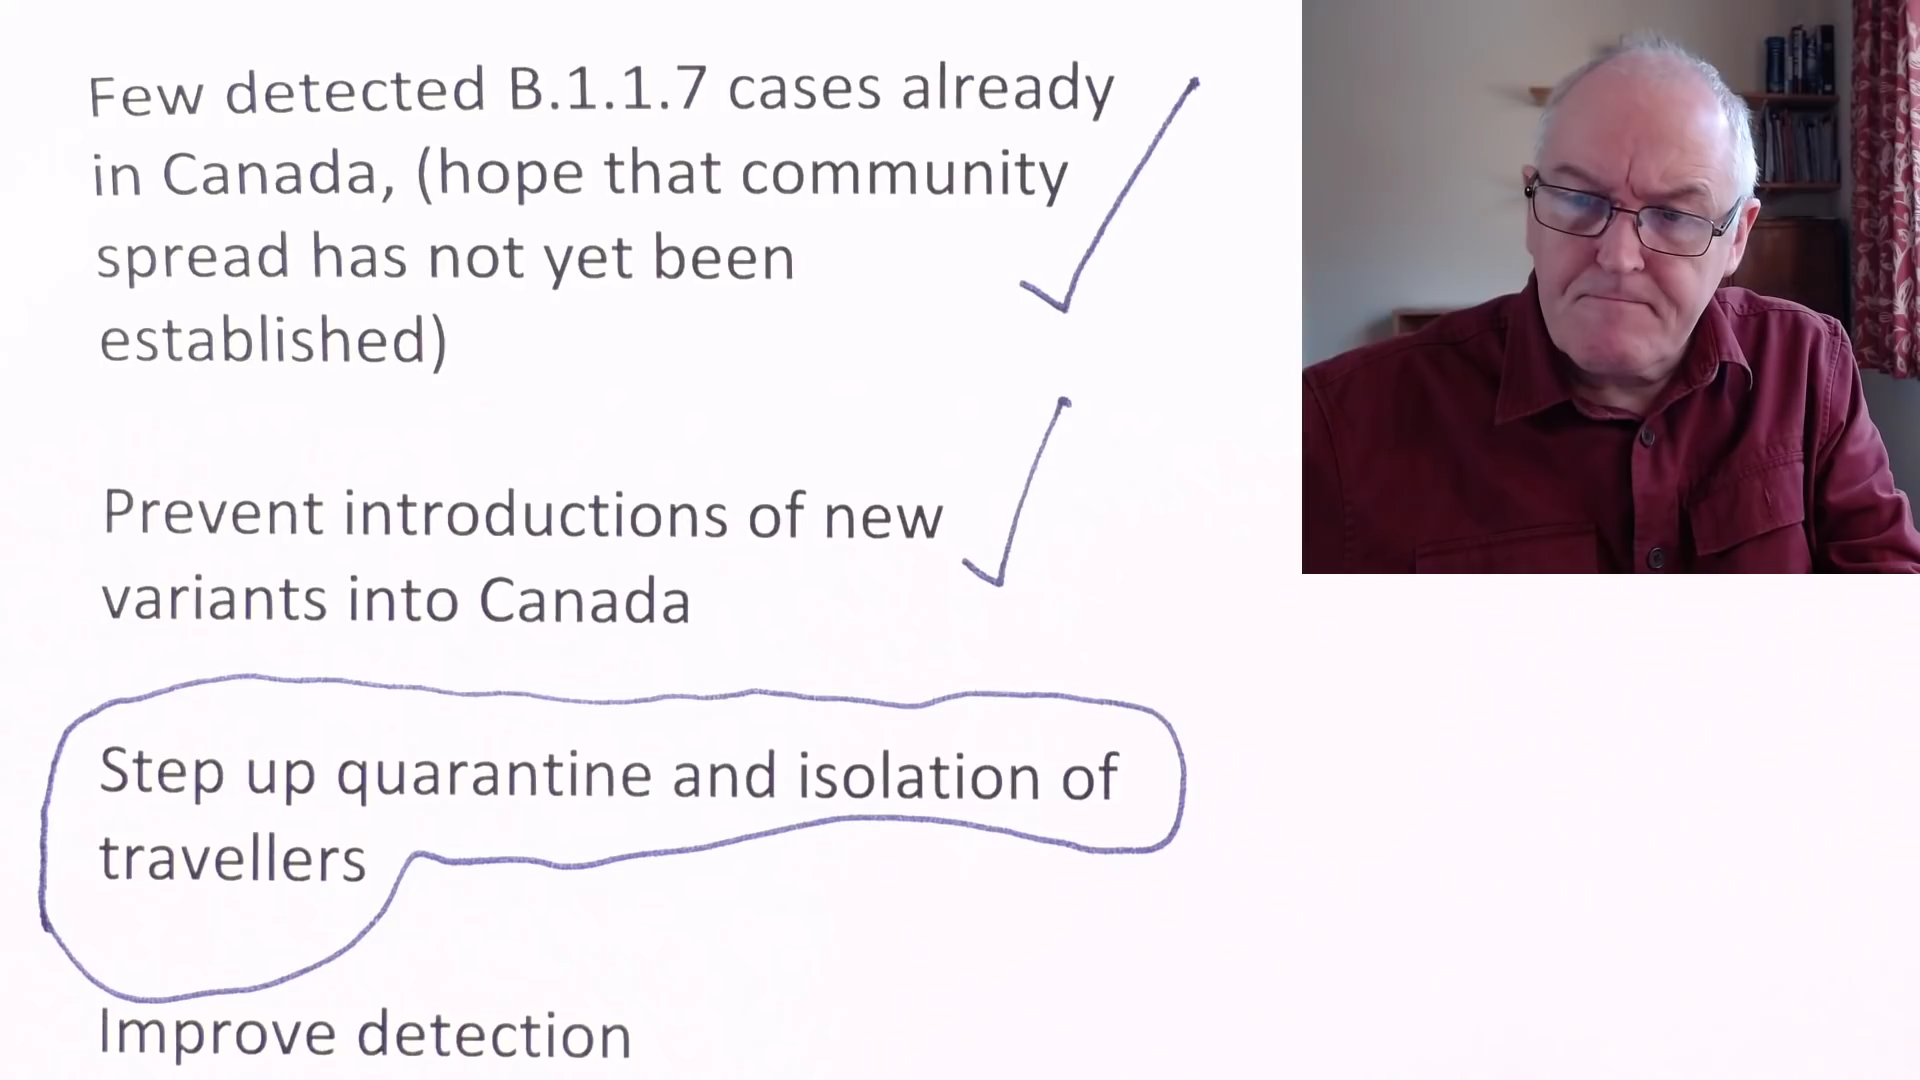 Few detected B.1.1.7 cases already
in Canada, (hope that community
spread has not yet been
established)
Prevent introductions of new
variants into Canada
Step up quarantine and isolation of
travellers
Improve detection